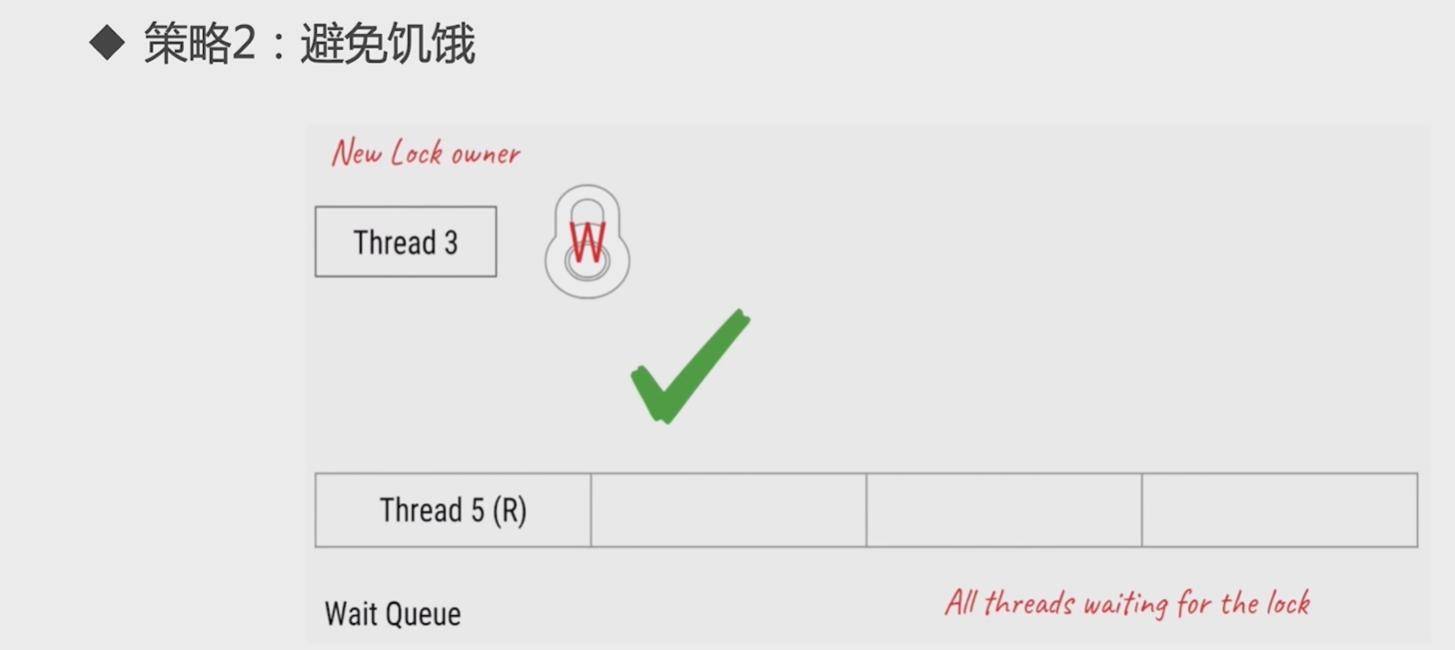 策略2：避免饥饿
New Lock owner
Thread 3
W
Thread 5 (R)
Wait Queue
All threads waiting for the lock